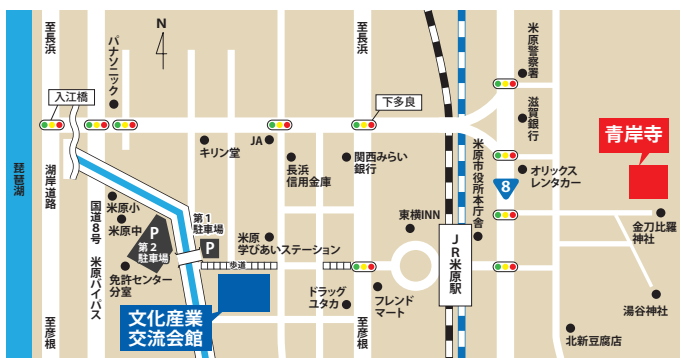 至長浜
パナソニック
N
至長浜
入江橋
下多良
米原警察署
滋賀銀行
青岸寺
キリン堂
JA
長浜
信用金庫
関西みらい
銀行
米原市役所本庁舎
オリックス
レンタカー
8
琵琶湖
湖岸道路
国道8号 米原バイパス
米原小
米原中
P
第2
駐車場
第1
駐車場
P
米原
学びあいステーション
東横INN
JR米原駅
金刀比羅
神社
免許センター
分室
歩道
文化産業
交流会館
ドラッグ
ユタカ
フレンド
マート
湯谷神社
北新豆腐店
至彦根
至彦根